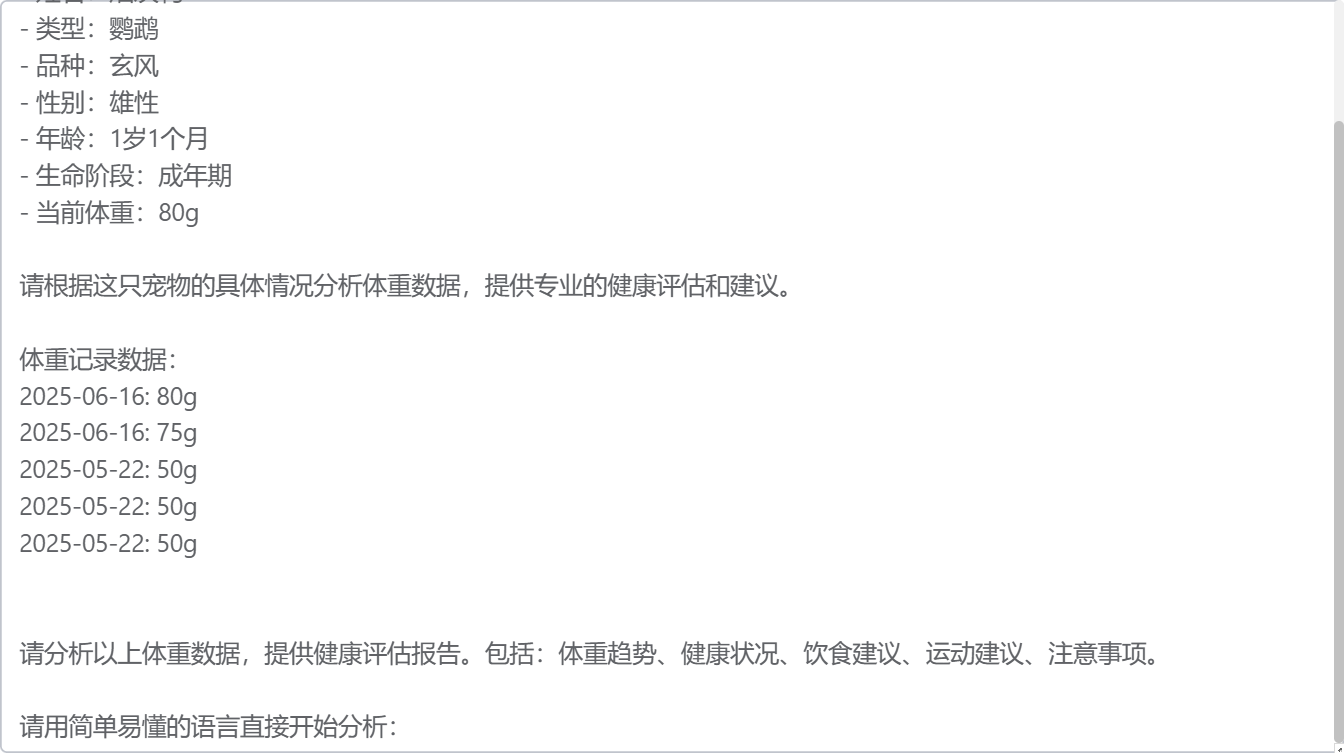 - 类型：鹦鹉
- 品种：玄风
- 性别：雄性
- 年龄：1岁1个月
- 生命阶段：成年期
- 当前体重：80g
请根据这只宠物的具体情况分析体重数据，提供专业的健康评估和建议。
体重记录数据：
2025-06-16: 80g
2025-06-16: 75g
2025-05-22: 50g
2025-05-22: 50g
2025-05-22: 50g
请分析以上体重数据，提供健康评估报告。包括：体重趋势、健康状况、饮食建议、运动建议、注意事项。
请用简单易懂的语言直接开始分析：